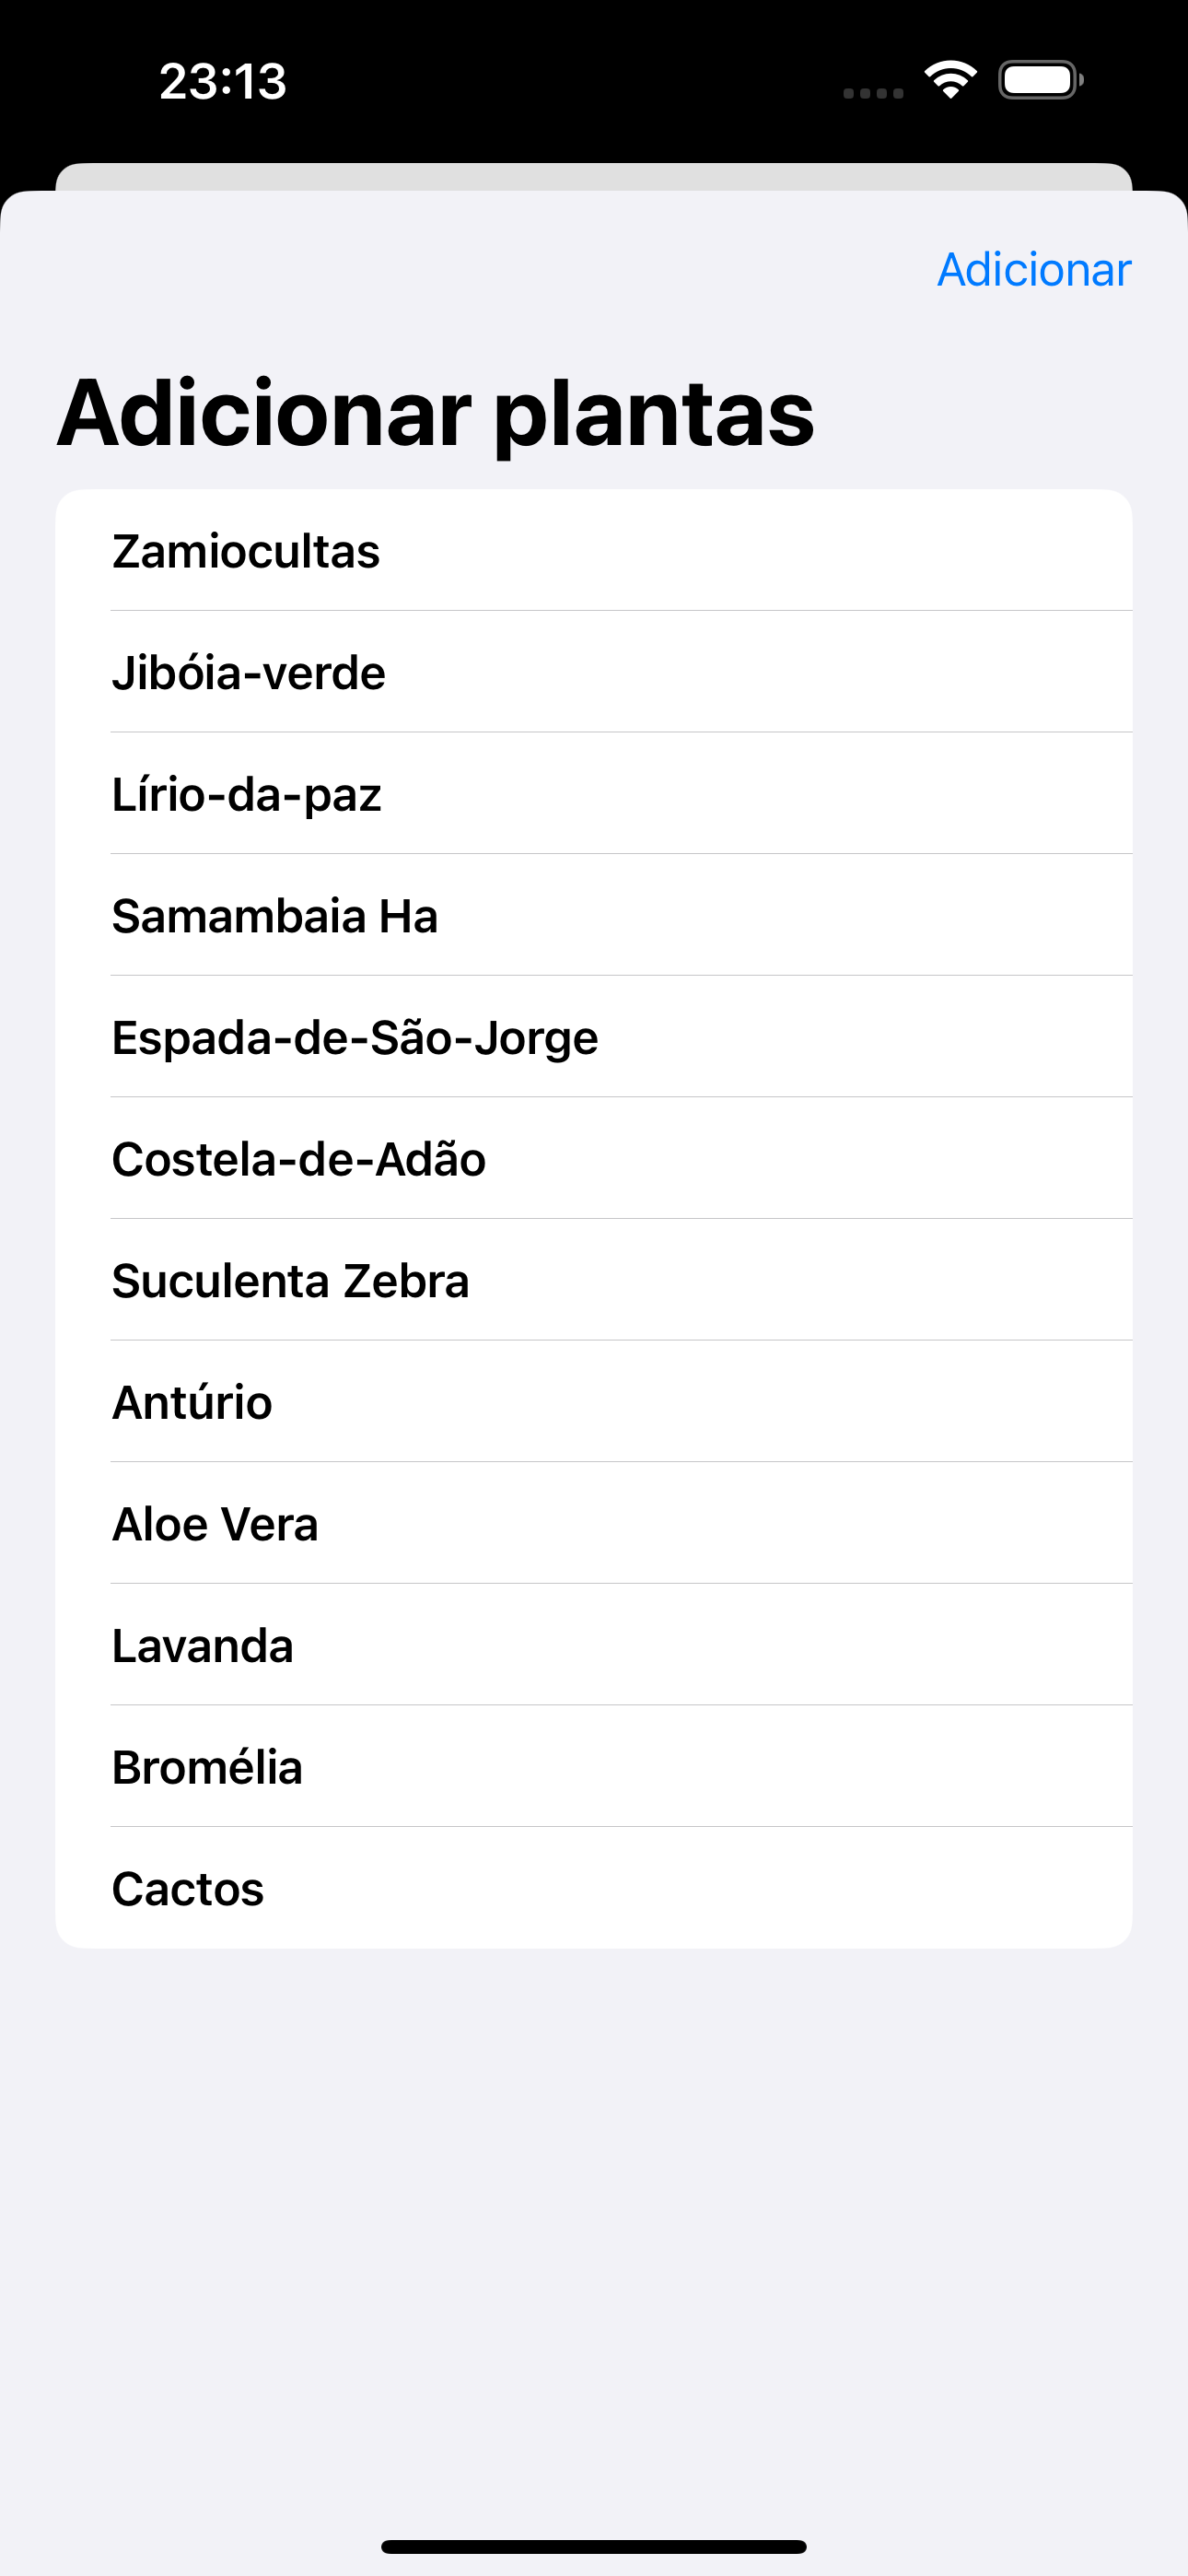 23:13
Adicionar
Adicionar plantas
Zamiocultas
Jibóia-verde
Lírio-da-paz
Samambaia Ha
Espada-de-São-Jorge
Costela-de-Adão
Suculenta Zebra
Antúrio
Aloe Vera
Lavanda
Bromélia
Cactos